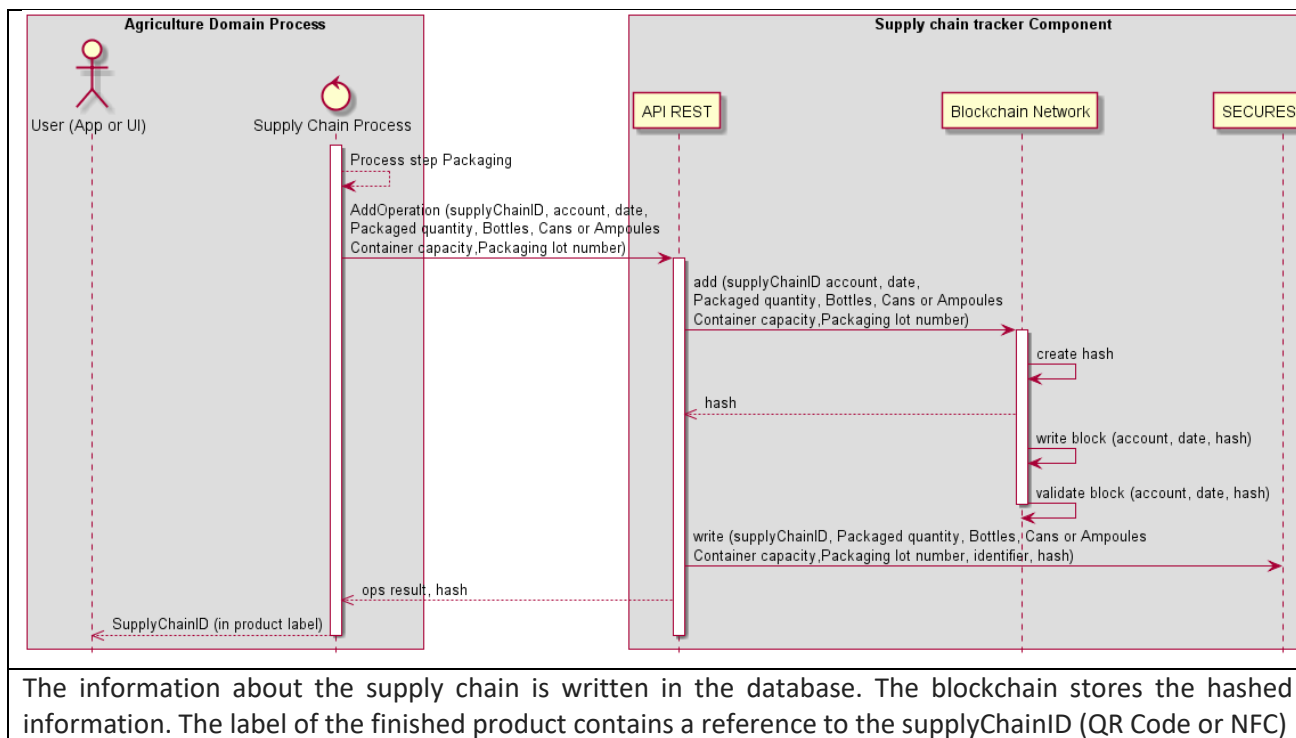 Agriculture Domain Process
Supply chain tracker Component
User (App or UI)
Supply Chain Process
API REST
Blockchain Network
SECURES
Process step Packaging
AddOperation (supplyChainID, account, date,
Packaged quantity, Bottles, Cans or Ampoules
Container capacity,Packaging lot number)
add (supplyChainID account, date,
Packaged quantity, Bottles, Cans or Ampoules
Container capacity,Packaging lot number)
create hash
hash
write block (account, date, hash)
validate block (account, date, hash)
write (supplyChainID, Packaged quantity, Bottles, Cans or Ampoules
Container capacity,Packaging lot number, identifier, hash)
ops result, hash
SupplyChainID (in product label)
The information about the supply chain is written in the database. The blockchain stores the hashed
information. The label of the finished product contains a reference to the supplyChainID (QR Code or NFC)